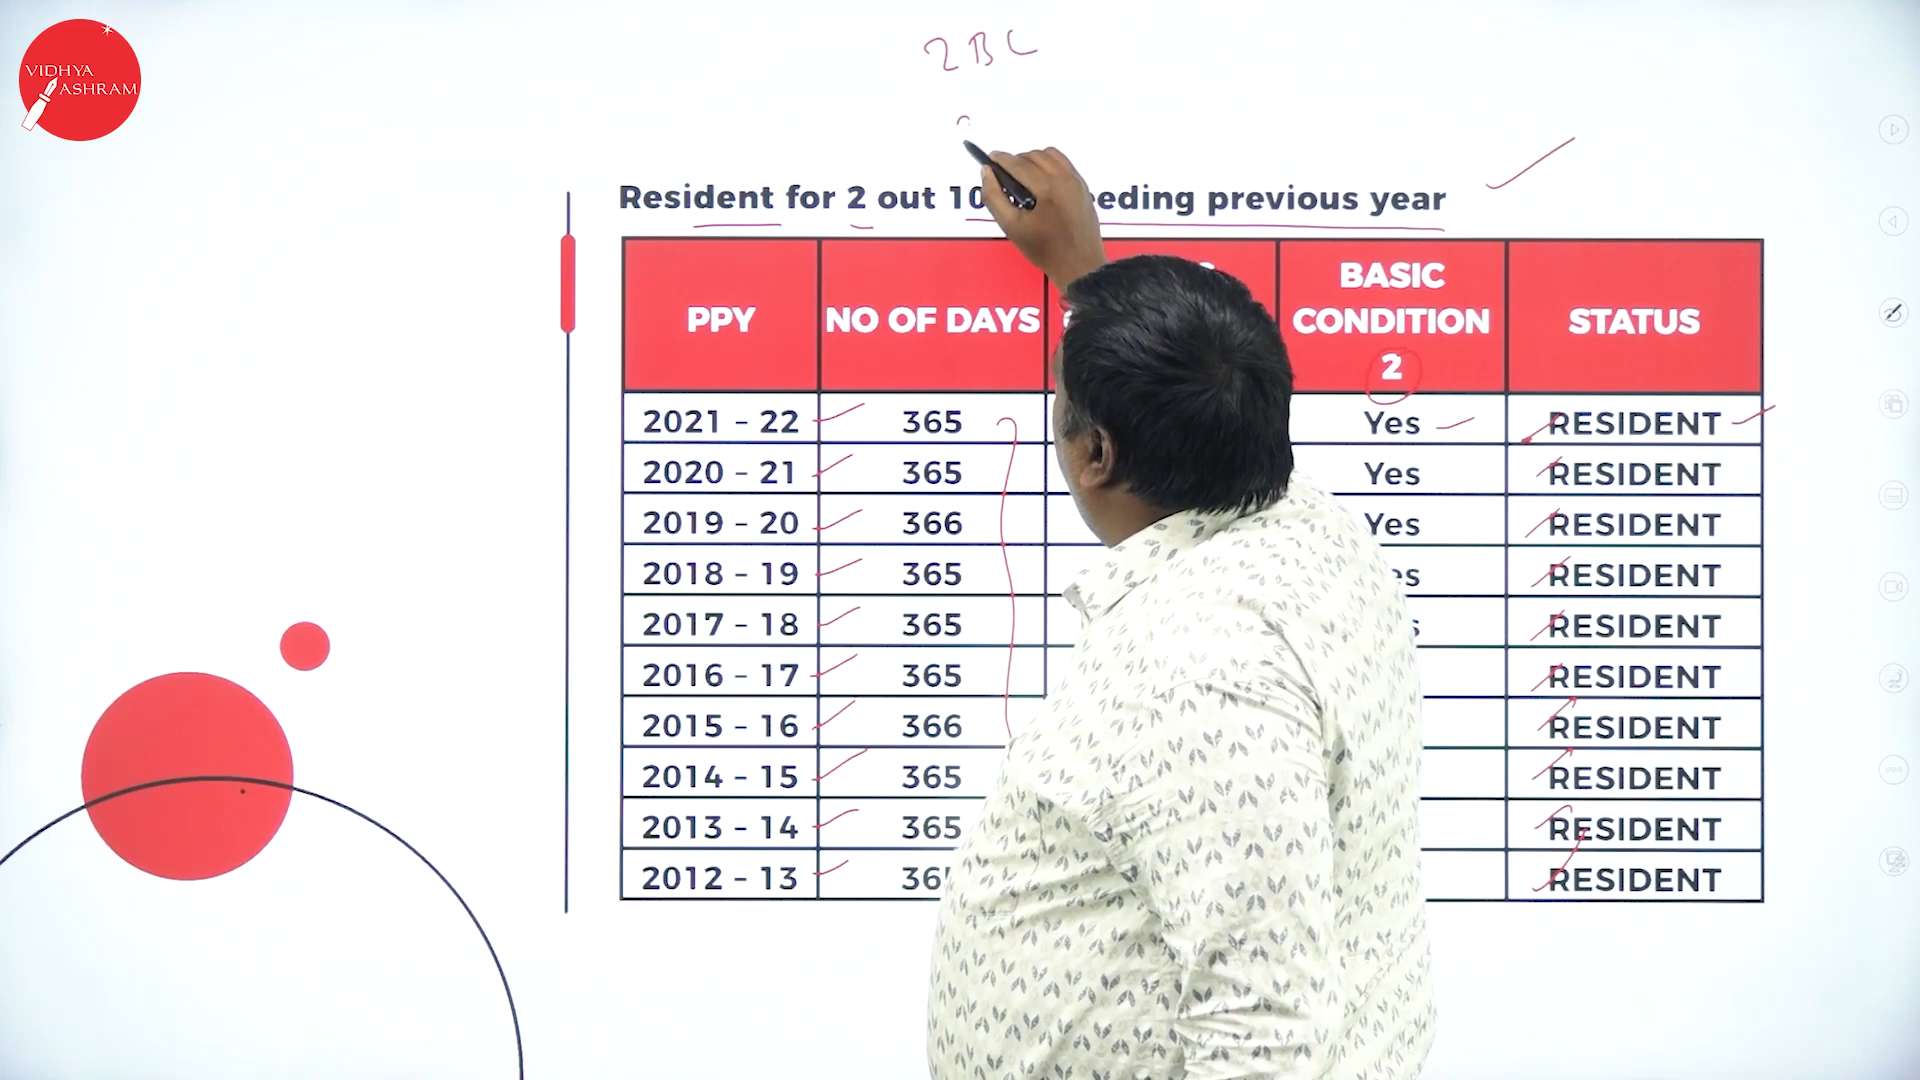 VIDHYA
ASHRAM
2BC
Resident for 2 out 10 eeding previous year
PPY NO OF DAYS BASIC CONDITION 2 STATUS
2021 - 22 365 Yes RESIDENT
2020 - 21 365 Yes RESIDENT
2019 - 20 366 Yes RESIDENT
2018 - 19 365 RESIDENT
2017 - 18 365 RESIDENT
2016 - 17 365 RESIDENT
2015 - 16 366 RESIDENT
2014 - 15 365 RESIDENT
2013 - 14 365 RESIDENT
2012 - 13 RESIDENT